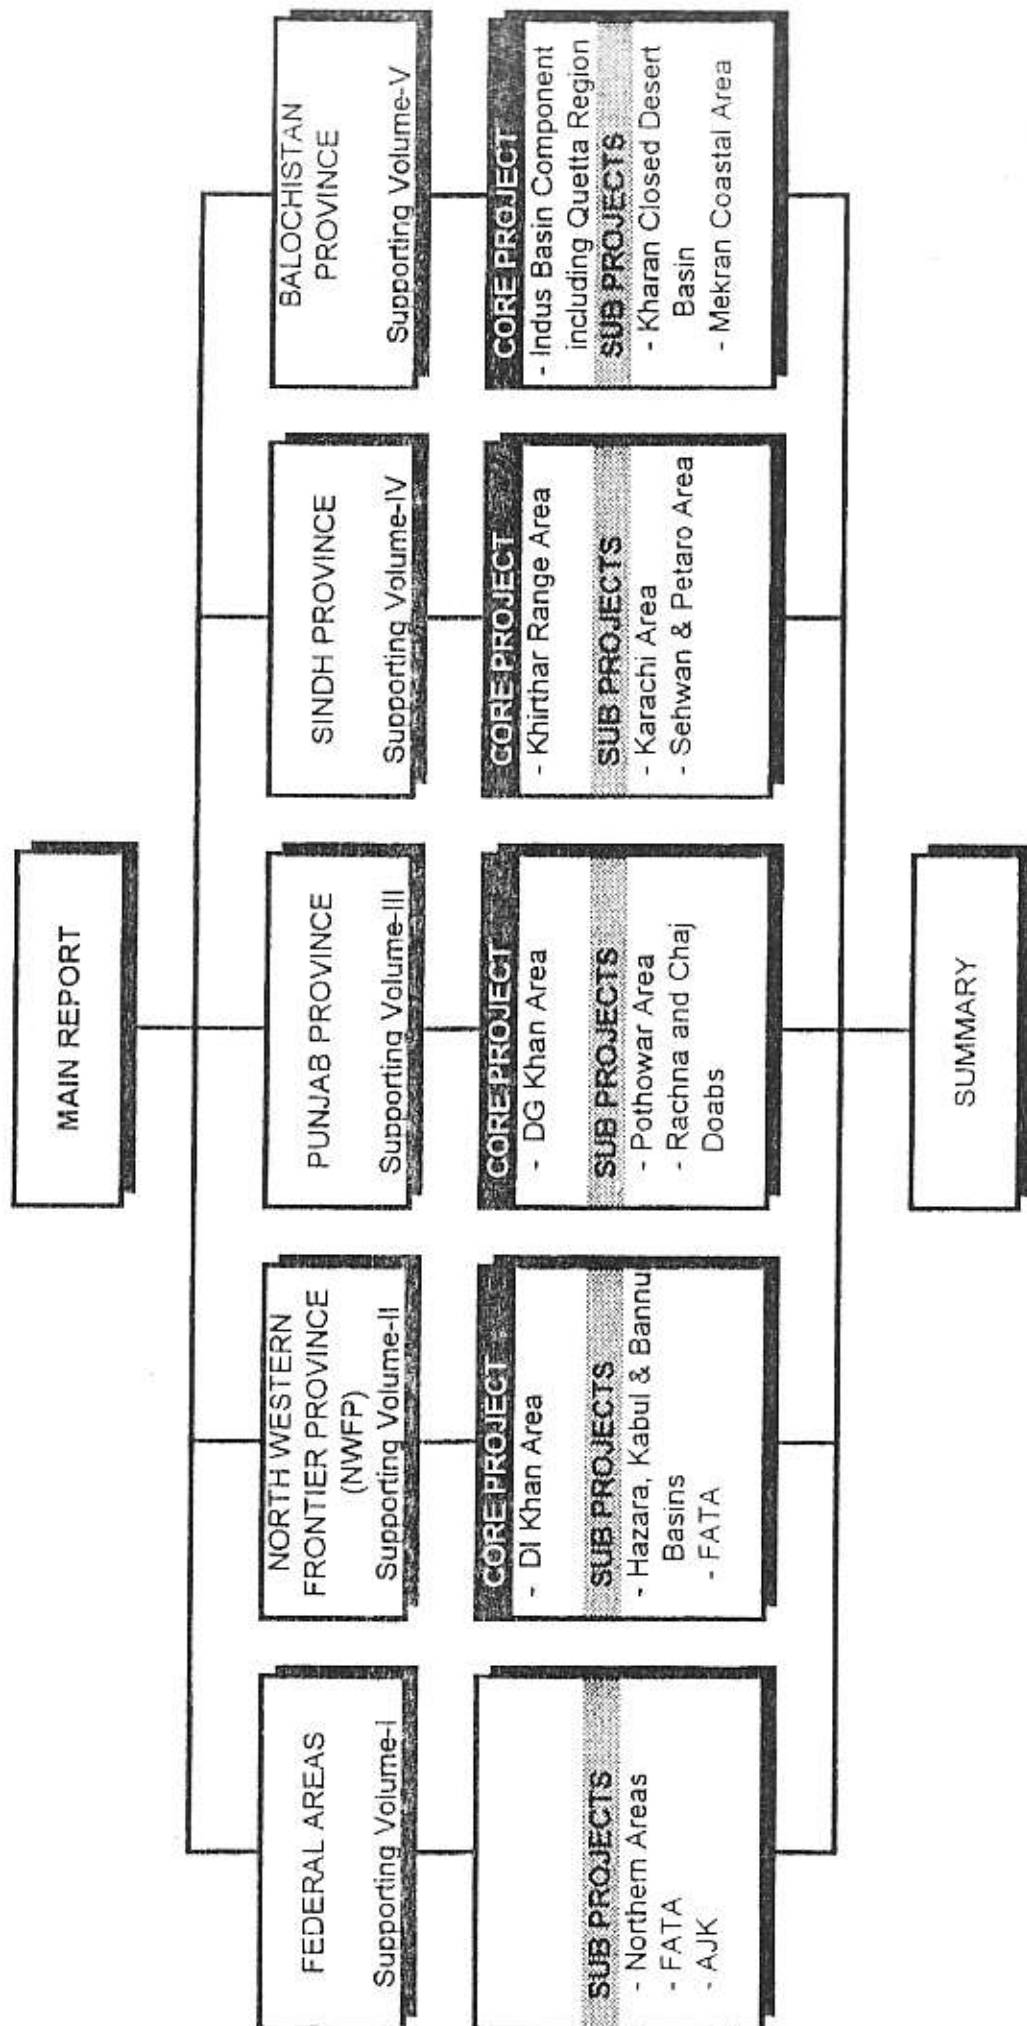 MAIN REPORT
FEDERAL AREAS
Supporting Volume-I
NORTH WESTERN
FRONTIER PROVINCE
(NWFP)
Supporting Volume-II
PUNJAB PROVINCE
Supporting Volume-III
SINDH PROVINCE
Supporting Volume-IV
BALOCHISTAN
PROVINCE
Supporting Volume-V
SUB PROJECTS
- Northern Areas
- FATA
- AJK
CORE PROJECT
- DI Khan Area
SUB PROJECTS
- Hazara, Kabul & Bannu
Basins
- FATA
CORE PROJECT
- DG Khan Area
SUB PROJECTS
- Pothowar Area
- Rachna and Chaj
Doabs
CORE PROJECT
- Khirthar Range Area
SUB PROJECTS
- Karachi Area
- Sehwan & Petaro Area
CORE PROJECT
- Indus Basin Component
including Quetta Region
SUB PROJECTS
- Kharan Closed Desert
Basin
- Mekran Coastal Area
SUMMARY